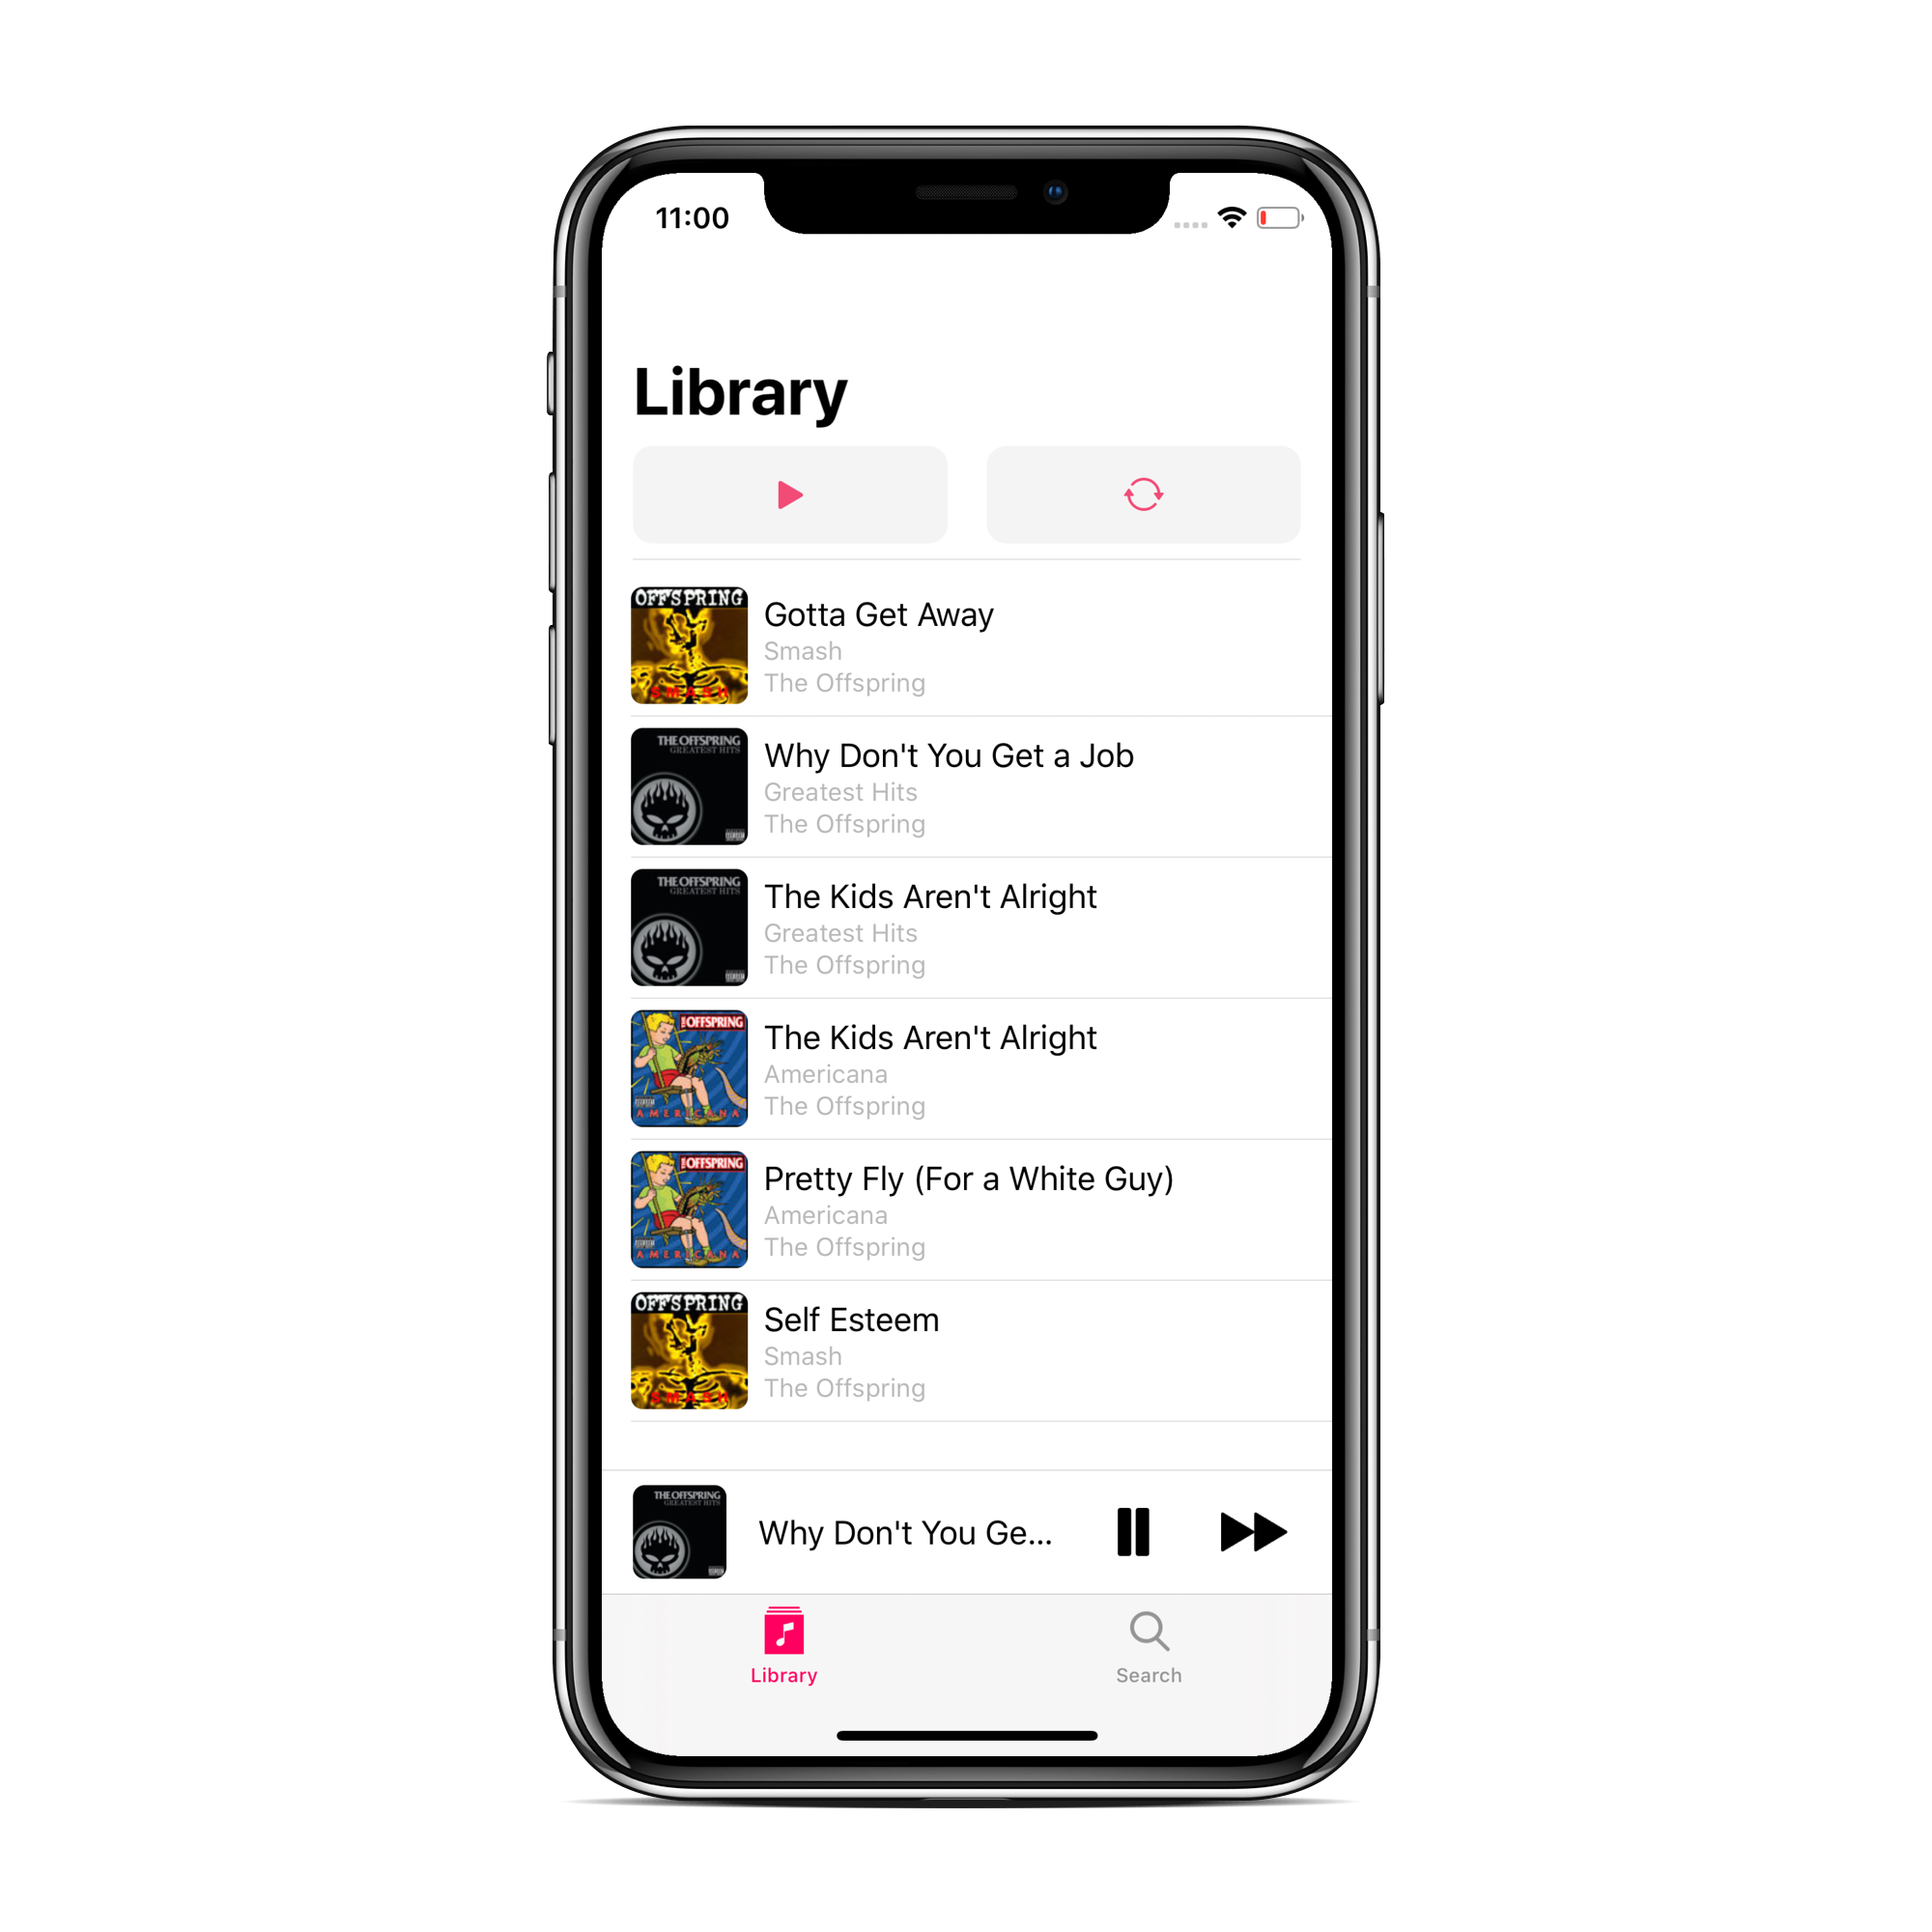 11:00
Library
OFFSPRING
SMASH
Gotta Get Away
Smash
The Offspring
THE OFFSPRING
GREATEST HITS
Why Don't You Get a Job
Greatest Hits
The Offspring
THE OFFSPRING
GREATEST HITS
The Kids Aren't Alright
Greatest Hits
The Offspring
THE OFFSPRING
AMERICANA
The Kids Aren't Alright
Americana
The Offspring
THE OFFSPRING
AMERICANA
Pretty Fly (For a White Guy)
Americana
The Offspring
OFFSPRING
SMASH
Self Esteem
Smash
The Offspring
THE OFFSPRING
GREATEST HITS
Why Don't You Ge...
Library
Search